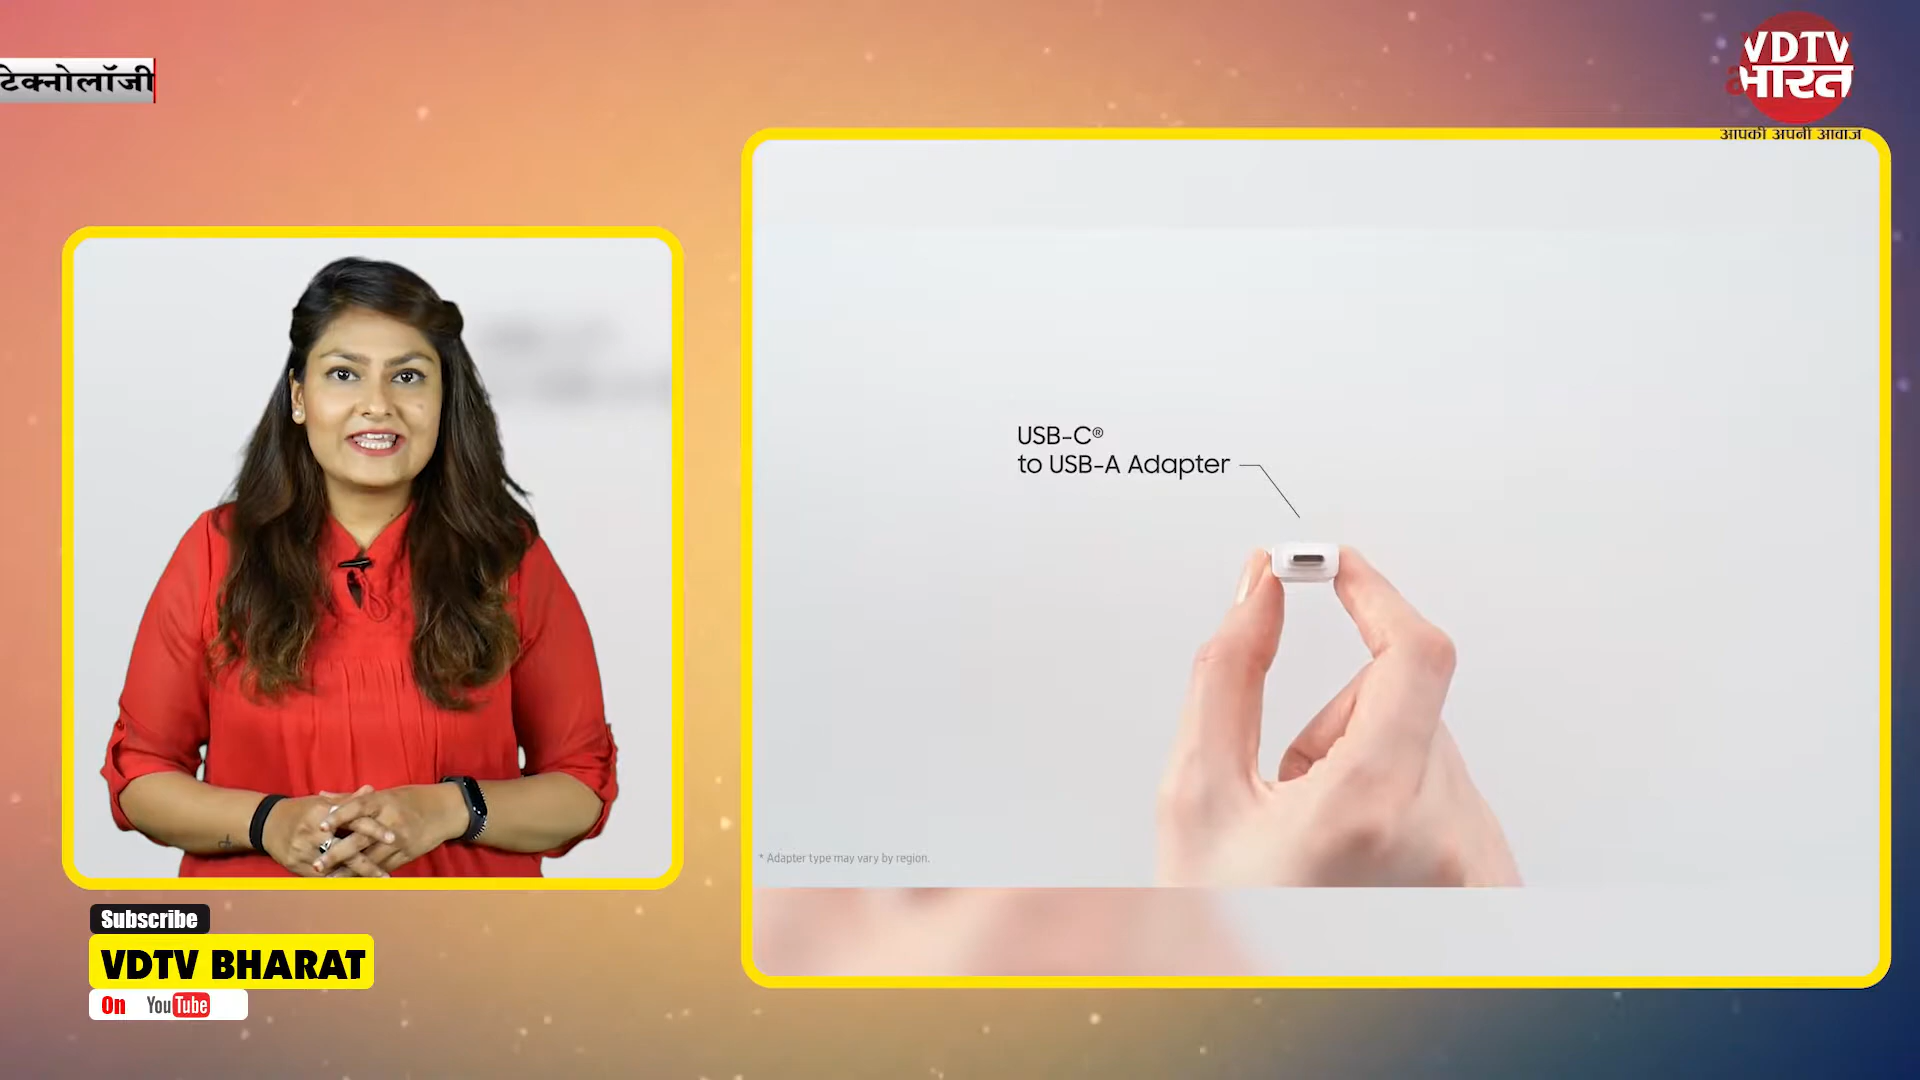 टेक्नोलॉजी
VDTV
भारत
आपकी अपनी आवाज
USB-C®
to USB-A Adapter
* Adapter type may vary by region.
Subscribe
VDTV BHARAT
On YouTube